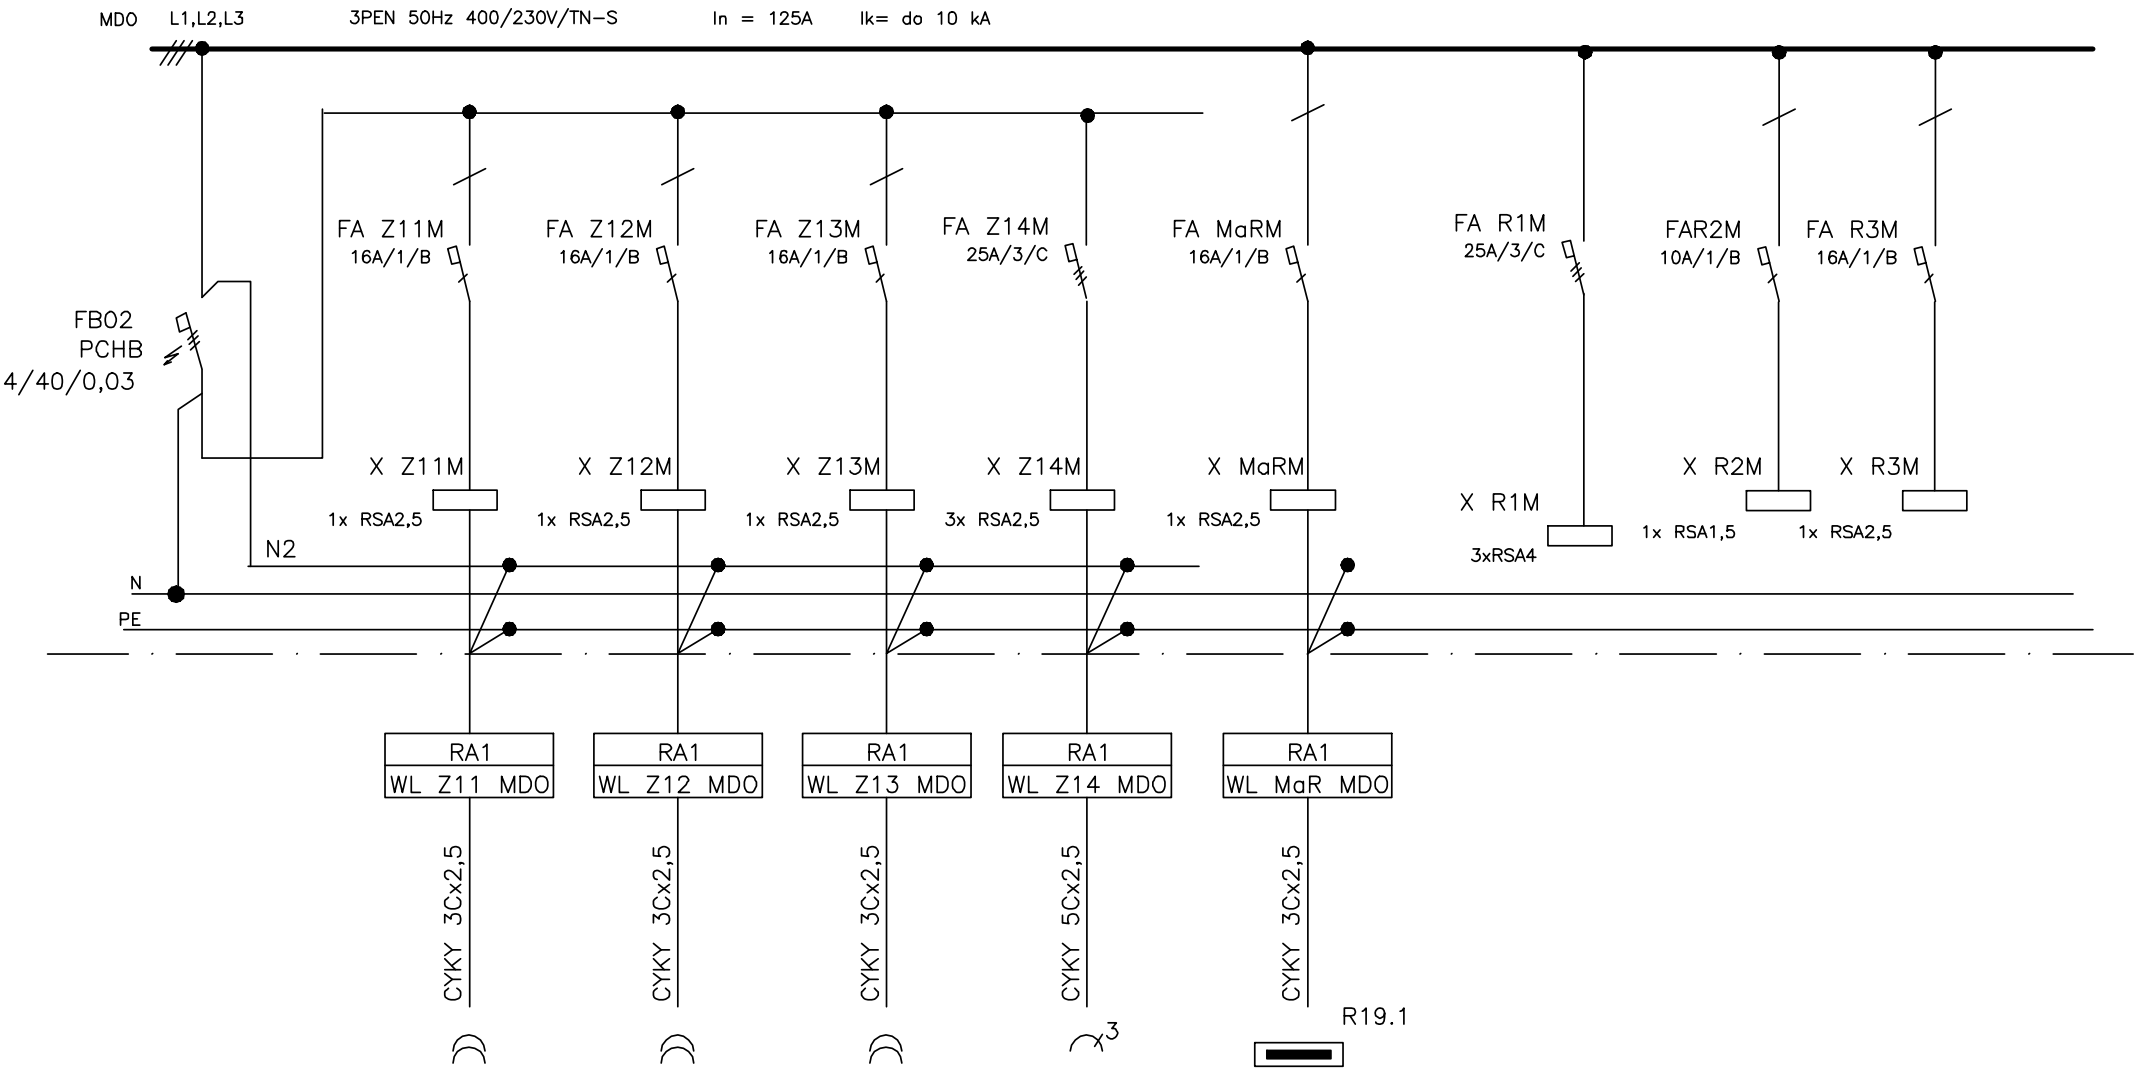 MDO L1,L2,L3 3PEN 50Hz 400/230V/TN-S In = 125A Ik= do 10 kA
FA Z11M FA Z12M FA Z13M FA Z14M FA MaRM FA R1M FAR2M FA R3M
16A/1/B 16A/1/B 16A/1/B 25A/3/C 16A/1/B 25A/3/C 10A/1/B 16A/1/B
FB02
PCHB
4/40/0,03
X Z11M X Z12M X Z13M X Z14M X MaRM X R1M X R2M X R3M
1x RSA2,5 1x RSA2,5 1x RSA2,5 3x RSA2,5 1x RSA2,5 3xRSA4 1x RSA1,5 1x RSA2,5
N2
N
PE
RA1 RA1 RA1 RA1 RA1
WL Z11 MDO WL Z12 MDO WL Z13 MDO WL Z14 MDO WL MaR MDO
CYKY 3Cx2,5 CYKY 3Cx2,5 CYKY 3Cx2,5 CYKY 5Cx2,5 CYKY 3Cx2,5
3 R19.1